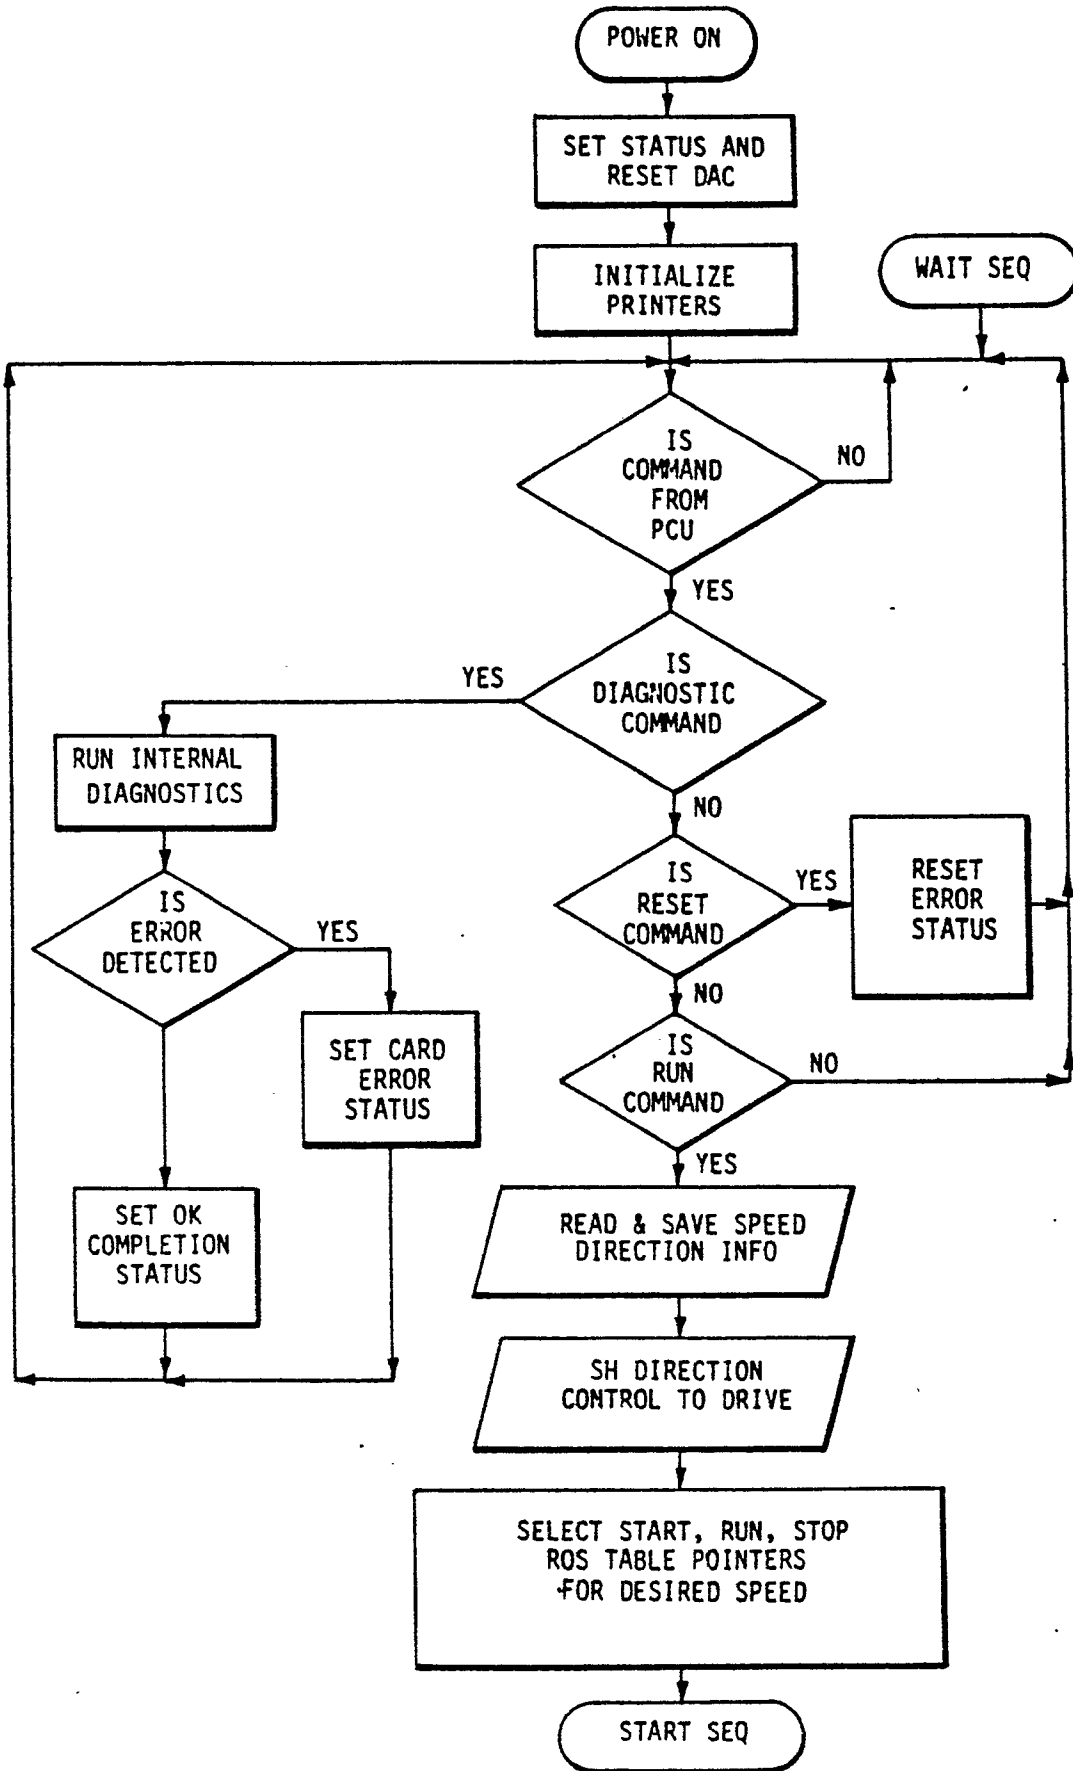 POWER ON
SET STATUS AND
RESET DAC
INITIALIZE
PRINTERS
WAIT SEQ
IS
COMMAND
FROM
PCU
NO
YES
IS
DIAGNOSTIC
COMMAND
YES
NO
RUN INTERNAL
DIAGNOSTICS
IS
ERROR
DETECTED
YES
SET CARD
ERROR
STATUS
SET OK
COMPLETION
STATUS
IS
RESET
COMMAND
YES
NO
RESET
ERROR
STATUS
IS
RUN
COMMAND
NO
YES
READ & SAVE SPEED
DIRECTION INFO
SH DIRECTION
CONTROL TO DRIVE
SELECT START, RUN, STOP
ROS TABLE POINTERS
FOR DESIRED SPEED
START SEQ